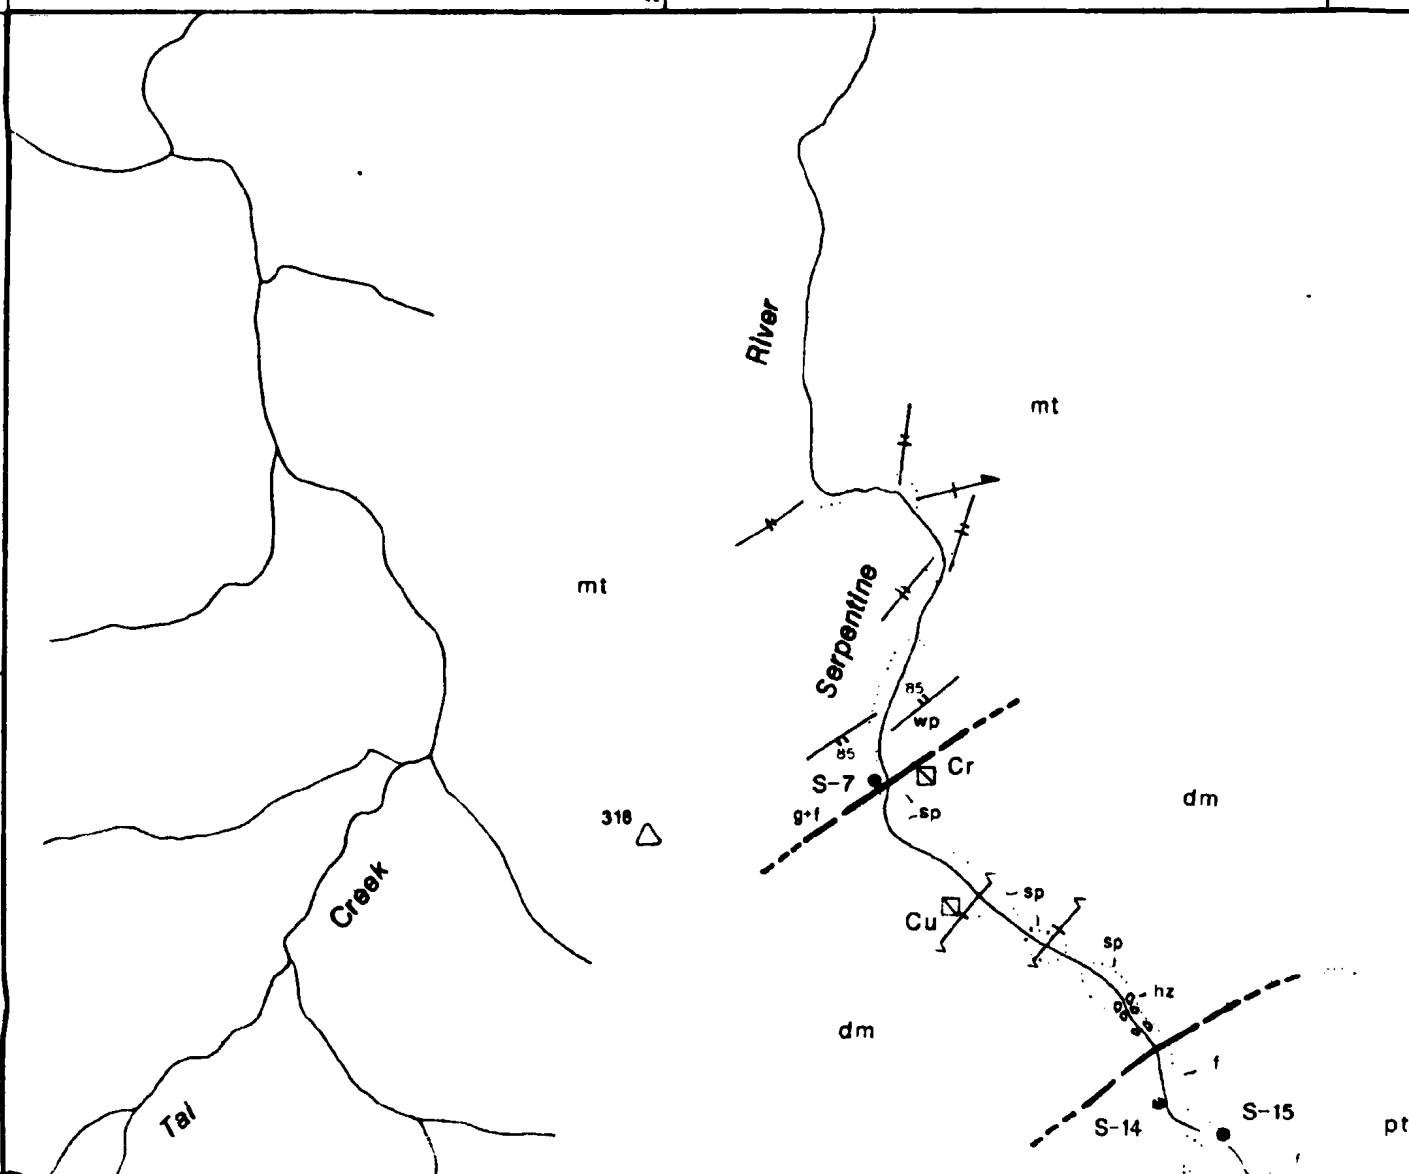 River
mt
mt
Serpentine
85
wp
85
Cr
S-7
sp
g+f
dm
318
Creek
sp
Cu
sp
hz
dm
f
Tal
S-14
S-15
pt
f